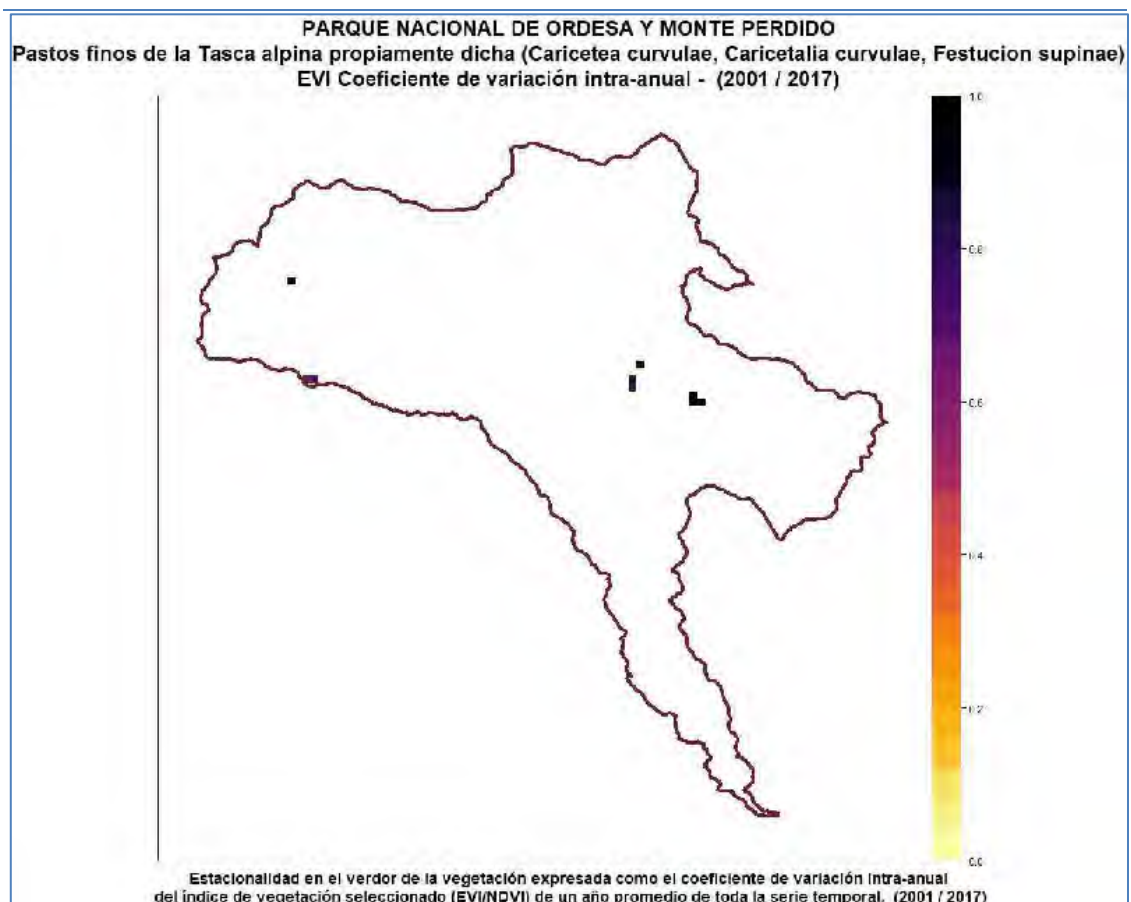 PARQUE NACIONAL DE ORDESA Y MONTE PERDIDO
Pastos finos de la Tasca alpina propiamente dicha (Caricetea curvulae, Caricetalia curvulae, Festucion supinae)
EVI Coeficiente de variación intra-anual - (2001 / 2017)
1.0
0.8
0.6
0.4
0.2
0.0
Estacionalidad en el verdor de la vegetación expresada como el coeficiente de variación intra-anual
del índice de vegetación seleccionado (EVI/NDVI) de un año promedio de toda la serie temporal. (2001 / 2017)